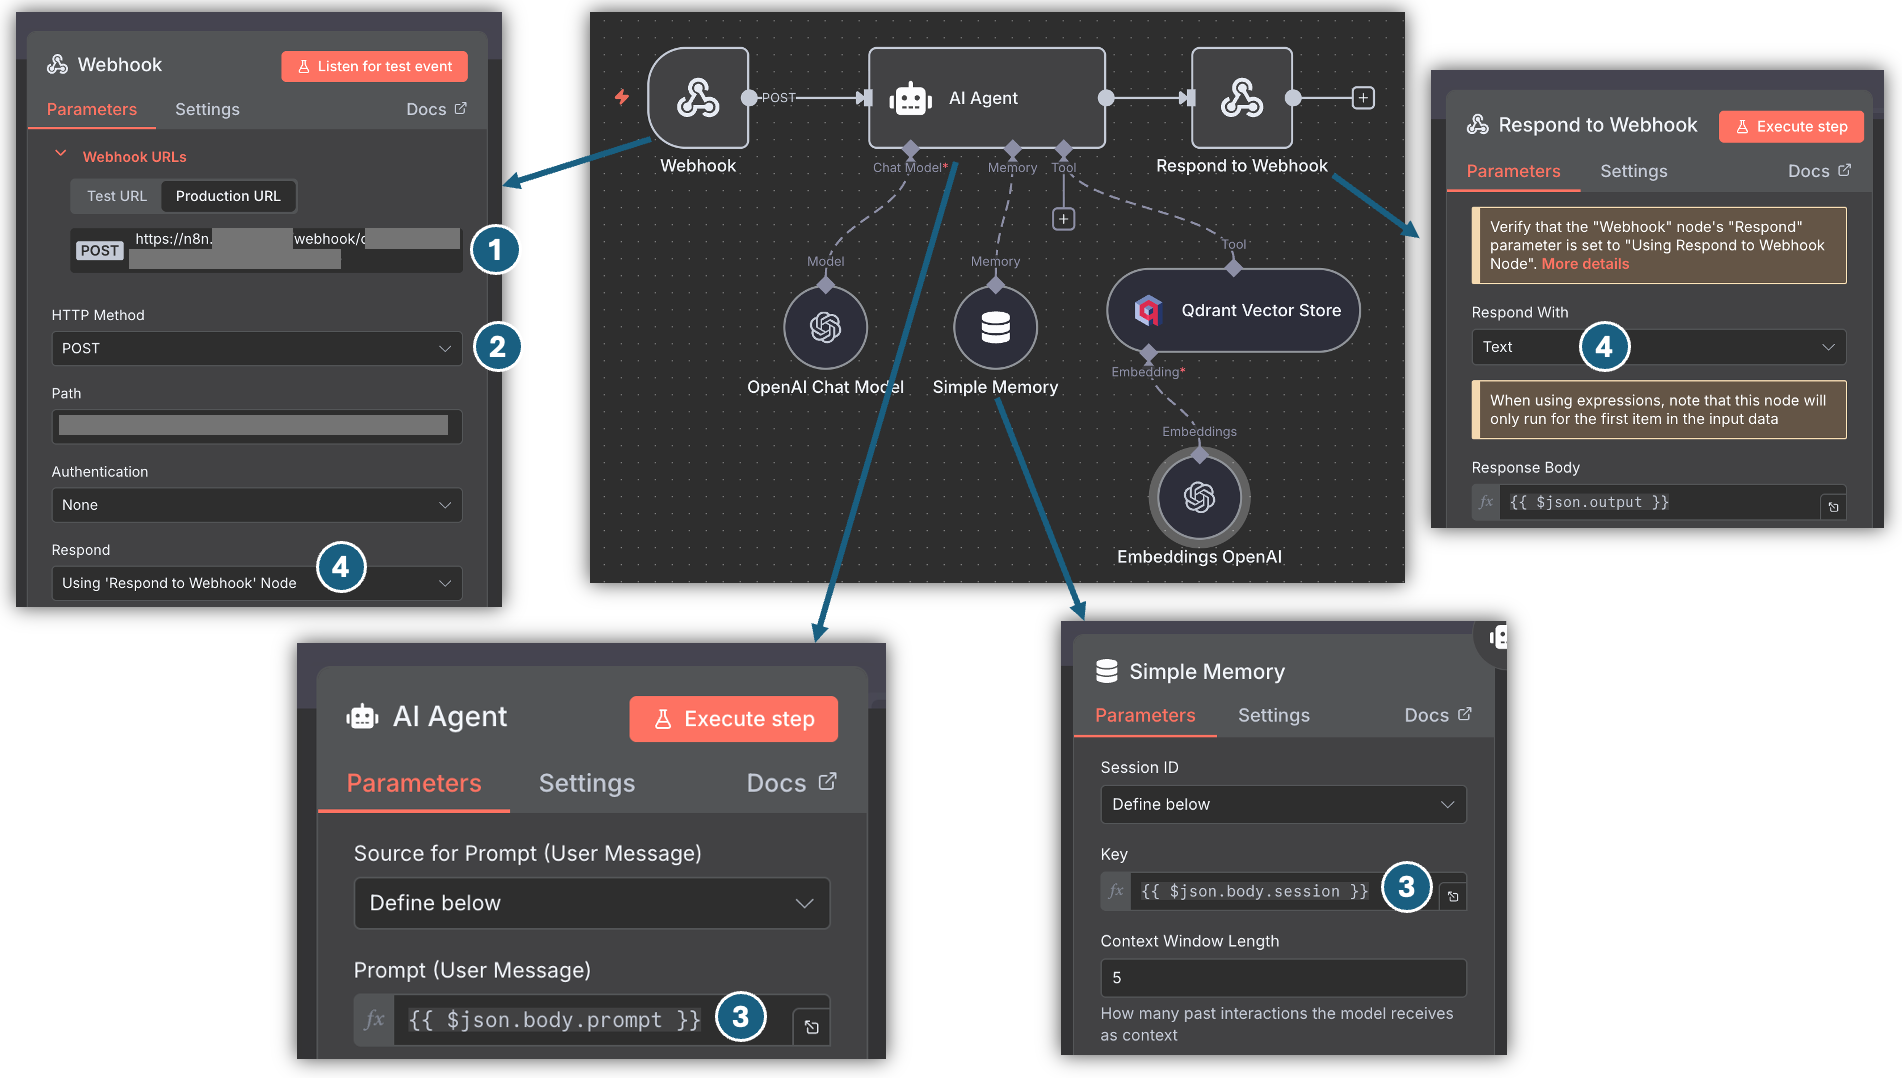 Webhook
Listen for test event
Parameters
Settings
Docs
Webhook URLs
Test URL
Production URL
POST
https://n8n.
webhook/
1
HTTP Method
POST
2
Path
Authentication
None
Respond
Using 'Respond to Webhook' Node
4
POST
AI Agent
Webhook
Chat Model*
Memory
Tool
Respond to Webhook
Model
Memory
Tool
Qdrant Vector Store
Embedding*
OpenAI Chat Model
Simple Memory
Embeddings
Embeddings OpenAI
Respond to Webhook
Execute step
Parameters
Settings
Docs
Verify that the "Webhook" node's "Respond"
parameter is set to "Using Respond to Webhook
Node". More details
Respond With
Text
4
When using expressions, note that this node will
only run for the first item in the input data
Response Body
fx
{{ $json.output }}
AI Agent
Execute step
Parameters
Settings
Docs
Source for Prompt (User Message)
Define below
Prompt (User Message)
fx
{{ $json.body.prompt }}
3
Simple Memory
Parameters
Settings
Docs
Session ID
Define below
Key
fx
{{ $json.body.session }}
3
Context Window Length
5
How many past interactions the model receives
as context